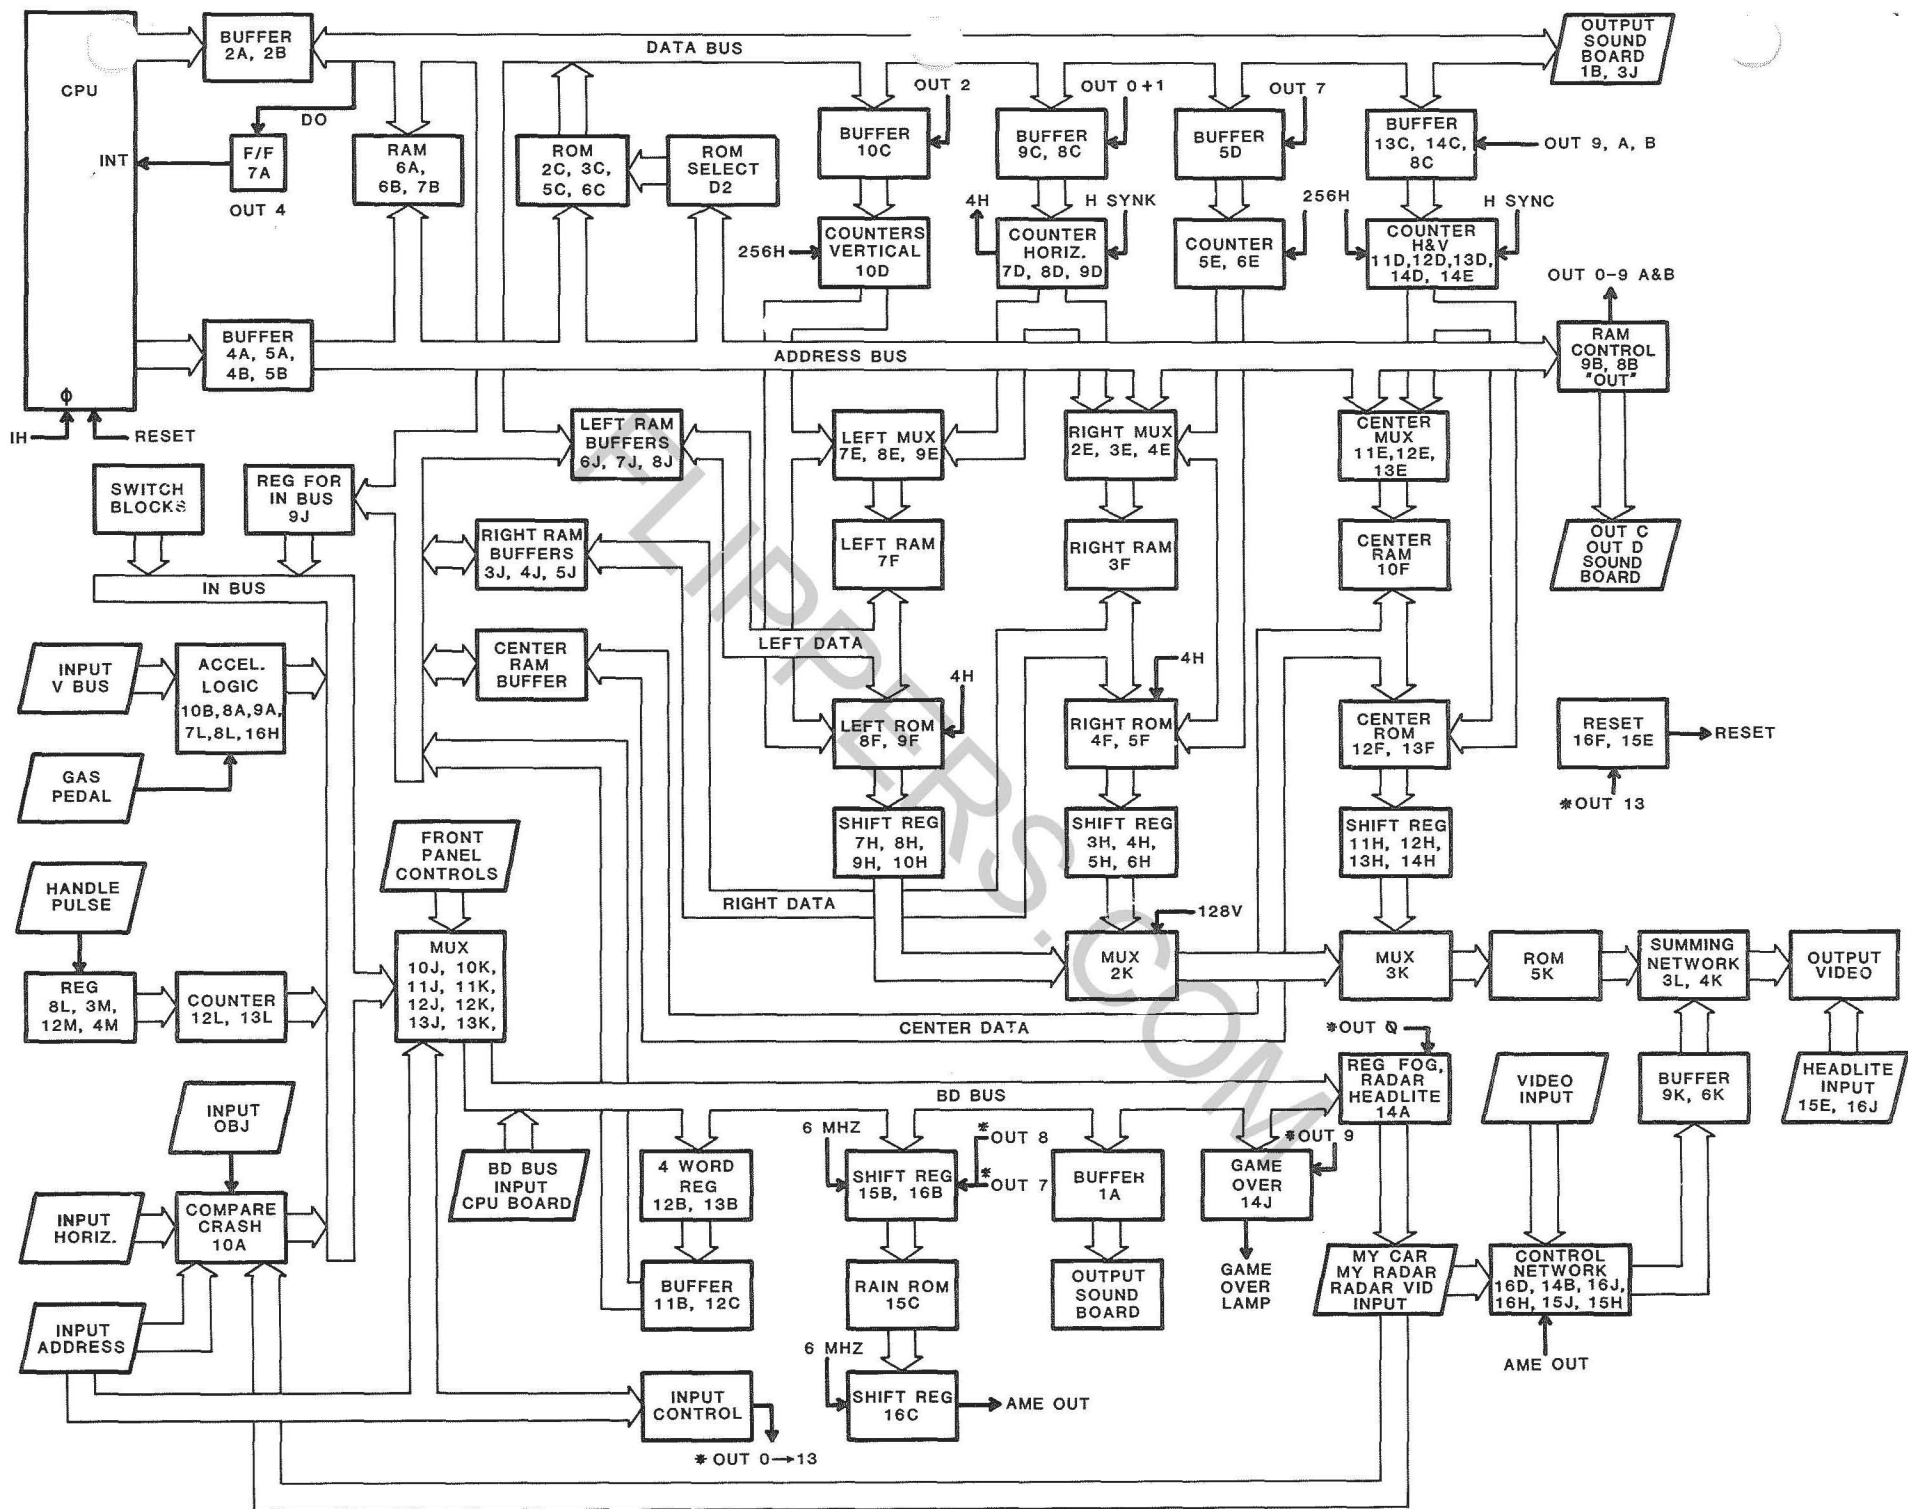 CPU
INT
ϕ
IH
RESET
BUFFER
2A, 2B
DATA BUS
OUTPUT
SOUND
BOARD
1B, 3J
DO
F/F
7A
OUT 4
RAM
6A,
6B, 7B
ROM
2C, 3C,
5C, 6C
ROM
SELECT
D2
OUT 2
BUFFER
10C
OUT 0+1
BUFFER
9C, 8C
OUT 7
BUFFER
5D
BUFFER
13C, 14C,
8C
OUT 9, A, B
256H
COUNTERS
VERTICAL
10D
4H
H SYNK
COUNTER
HORIZ.
7D, 8D, 9D
COUNTER
5E, 6E
256H
H SYNC
COUNTER
H&V
11D,12D,13D,
14D, 14E
OUT 0-9 A&B
BUFFER
4A, 5A,
4B, 5B
ADDRESS BUS
RAM
CONTROL
9B, 8B
"OUT"
SWITCH
BLOCKS
REG FOR
IN BUS
9J
LEFT RAM
BUFFERS
6J, 7J, 8J
LEFT MUX
7E, 8E, 9E
RIGHT MUX
2E, 3E, 4E
CENTER
MUX
11E,12E,
13E
RIGHT RAM
BUFFERS
3J, 4J, 5J
LEFT RAM
7F
RIGHT RAM
3F
CENTER
RAM
10F
OUT C
OUT D
SOUND
BOARD
IN BUS
INPUT
V BUS
ACCEL.
LOGIC
10B,8A,9A,
7L,8L,16H
CENTER
RAM
BUFFER
LEFT DATA
4H
4H
GAS
PEDAL
LEFT ROM
8F, 9F
RIGHT ROM
4F, 5F
CENTER
ROM
12F, 13F
RESET
16F, 15E
RESET
*OUT 13
FRONT
PANEL
CONTROLS
SHIFT REG
7H, 8H,
9H, 10H
SHIFT REG
3H, 4H,
5H, 6H
SHIFT REG
11H, 12H,
13H, 14H
HANDLE
PULSE
RIGHT DATA
128V
REG
8L, 3M,
12M, 4M
COUNTER
12L, 13L
MUX
10J, 10K,
11J, 11K,
12J, 12K,
13J, 13K,
MUX
2K
MUX
3K
ROM
5K
SUMMING
NETWORK
3L, 4K
OUTPUT
VIDEO
CENTER DATA
*OUT 0
INPUT
OBJ
BD BUS
REG FOG,
RADAR
HEADLITE
14A
VIDEO
INPUT
BUFFER
9K, 6K
HEADLITE
INPUT
15E, 16J
INPUT
HORIZ.
COMPARE
CRASH
10A
BD BUS
INPUT
CPU BOARD
4 WORD
REG
12B, 13B
6 MHZ
SHIFT REG
15B, 16B
*
OUT 8
*
OUT 7
BUFFER
1A
*OUT 9
GAME
OVER
14J
BUFFER
11B, 12C
RAIN ROM
15C
OUTPUT
SOUND
BOARD
GAME
OVER
LAMP
MY CAR
MY RADAR
RADAR VID
INPUT
CONTROL
NETWORK
16D, 14B, 16J,
16H, 15J, 15H
AME OUT
INPUT
ADDRESS
INPUT
CONTROL
*OUT 0→13
6 MHZ
SHIFT REG
16C
AME OUT
FLIPPERS.COM